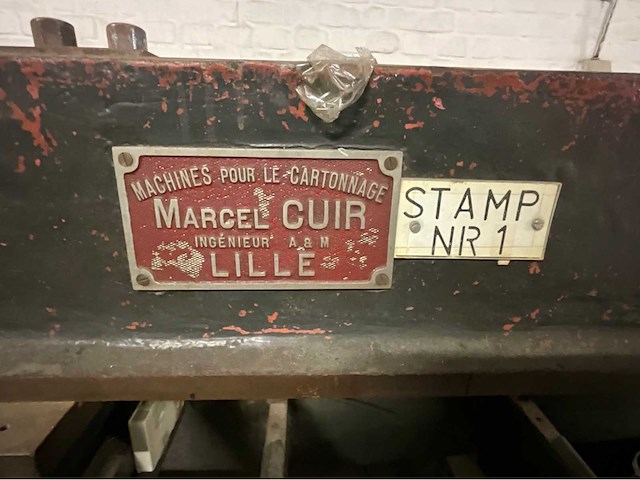 MACHINES POUR LE CARTONNAGE
MARCEL CUIR
INGÉNIEUR A & M
LILLE
STAMP
NR 1